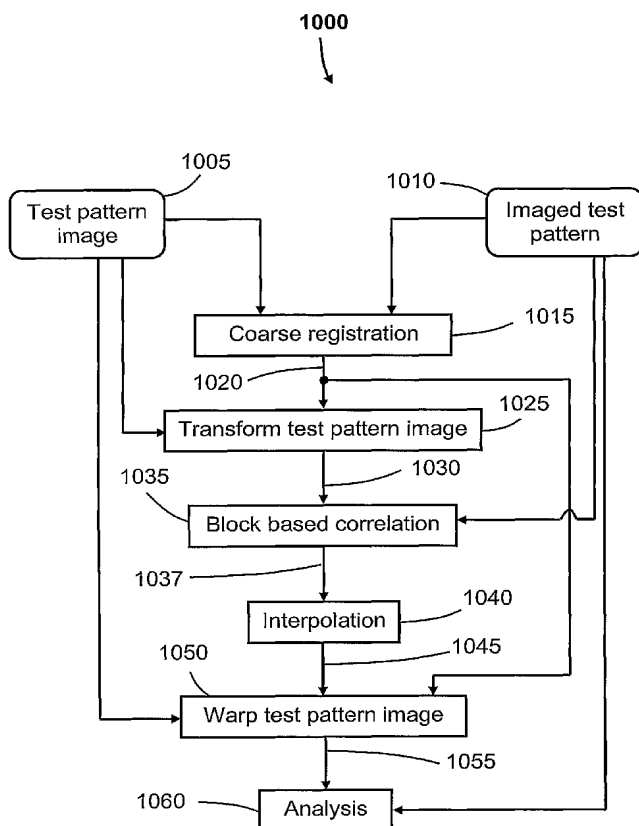 1000
1005
1010
Test pattern
image
Imaged test
pattern
Coarse registration
1015
1020
Transform test pattern image
1025
1030
1035
Block based correlation
1037
1040
Interpolation
1045
1050
Warp test pattern image
1055
1060
Analysis